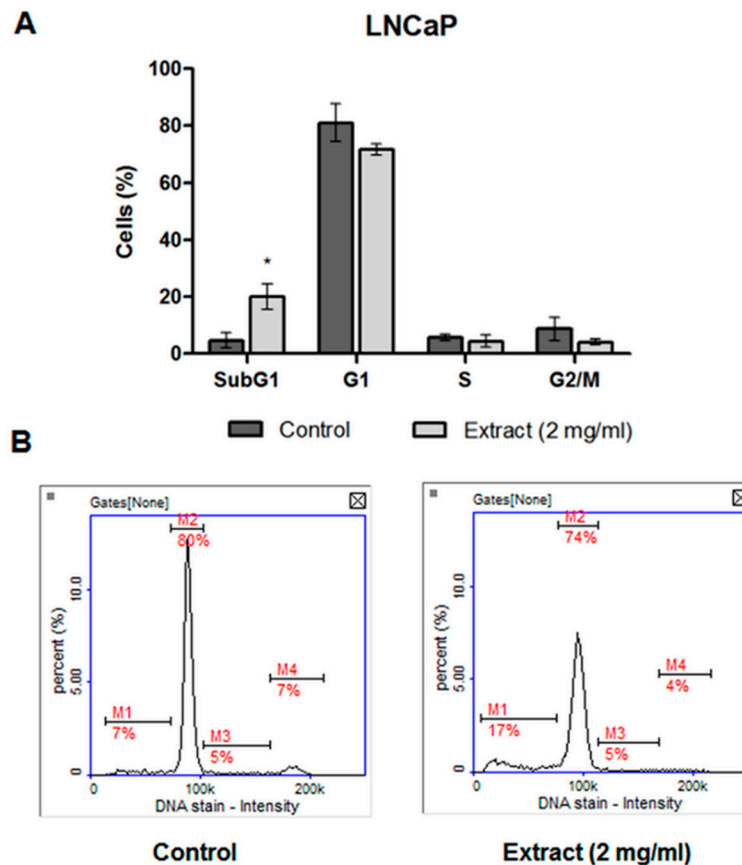 A
LNCaP
100
80
60
40
20
0
Cells (%)
*
SubG1 G1 S G2/M
Control Extract (2 mg/ml)
B
Gates[None]
M2
80%
10.0
5.00
0
percent (%)
M4
7%
M1
7%
M3
5%
0 100k 200k
DNA stain - Intensity
Control
Gates[None]
M2
74%
10.0
5.00
0
percent (%)
M4
4%
M1
17%
M3
5%
0 100k 200k
DNA stain - Intensity
Extract (2 mg/ml)